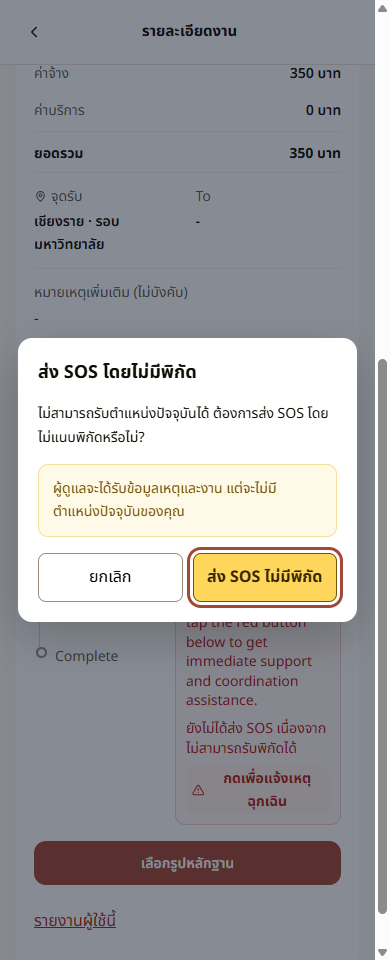 รายละเอียดงาน
ค่าจ้าง 350 บาท
ค่าบริการ 0 บาท
ยอดรวม 350 บาท
จุดรับ To
เชียงราย · รอบ -
มหาวิทยาลัย
หมายเหตุเพิ่มเติม (ไม่บังคับ)
-
ส่ง SOS โดยไม่มีพิกัด
ไม่สามารถรับตำแหน่งปัจจุบันได้ ต้องการส่ง SOS โดย
ไม่แนบพิกัดหรือไม่?
ผู้ดูแลจะได้รับข้อมูลเหตุและงาน แต่จะไม่มี
ตำแหน่งปัจจุบันของคุณ
ยกเลิก ส่ง SOS ไม่มีพิกัด
tap the red button
below to get
Complete
immediate support
and coordination
assistance.
ยังไม่ได้ส่ง SOS เนื่องจาก
ไม่สามารถรับพิกัดได้
กดเพื่อแจ้งเหตุ
ฉุกเฉิน
เลือกรูปหลักฐาน
รายงานผู้ใช้นี้